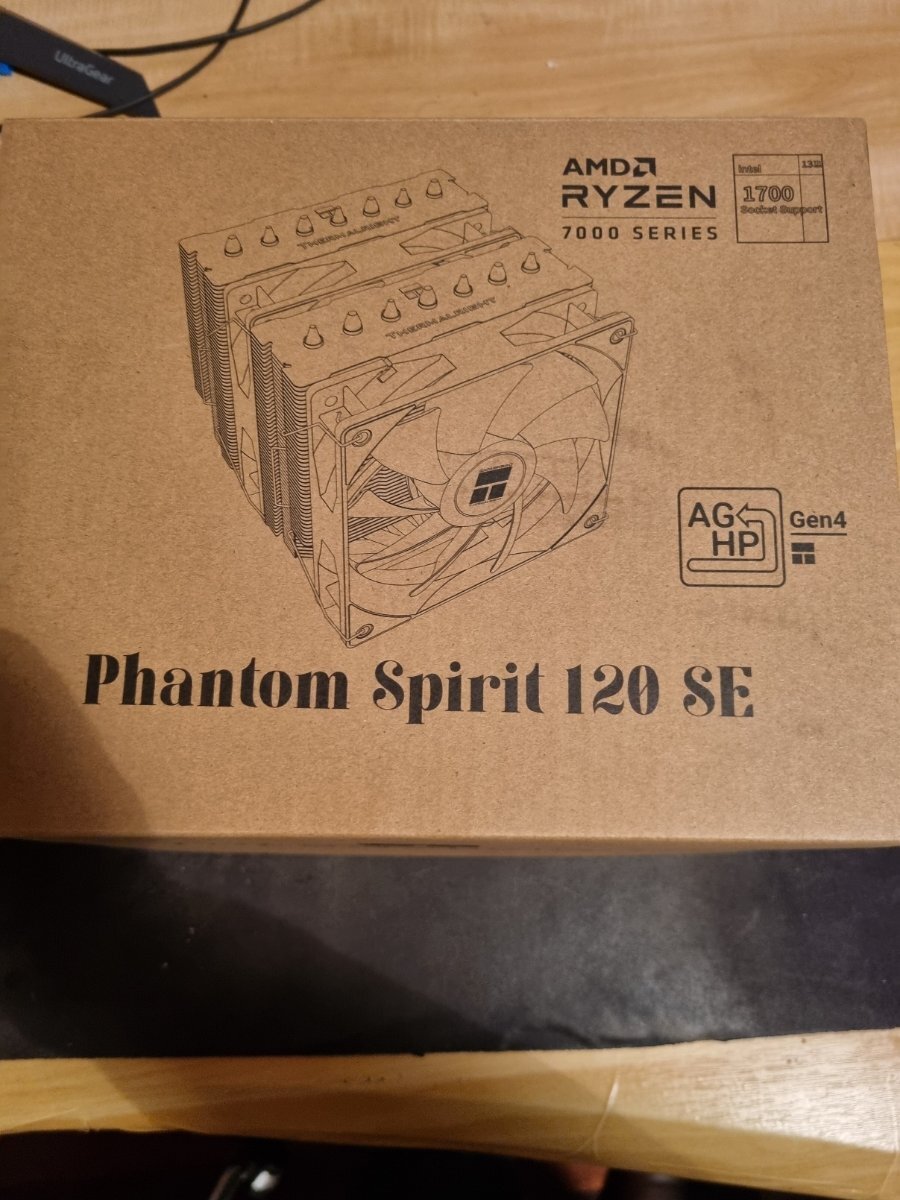 UltraGear
AMD
RYZEN
7000 SERIES
intel
13th
1700
Socket Support
THERMALRIGHT
THERMALRIGHT
AG
HP
Gen4
Phantom Spirit 120 SE